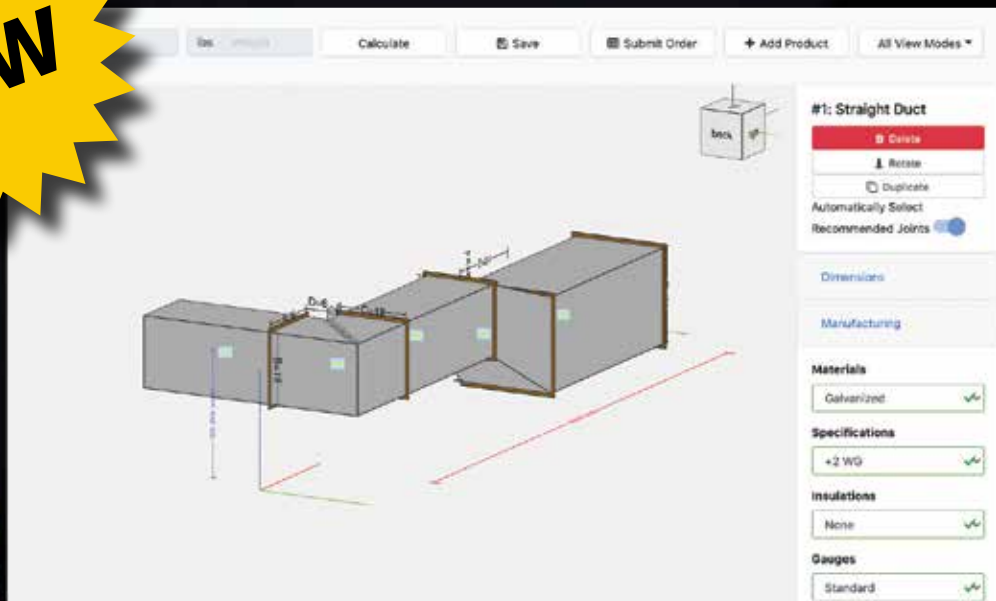 W
lbs
Calculate
Save
Submit Order
+ Add Product
All View Modes
back
#1: Straight Duct
Delete
Rotate
Duplicate
Automatically Select
Recommended Joints
Dimensions
Manufacturing
Materials
Galvanized
Specifications
+2 WG
Insulations
None
Gauges
Standard